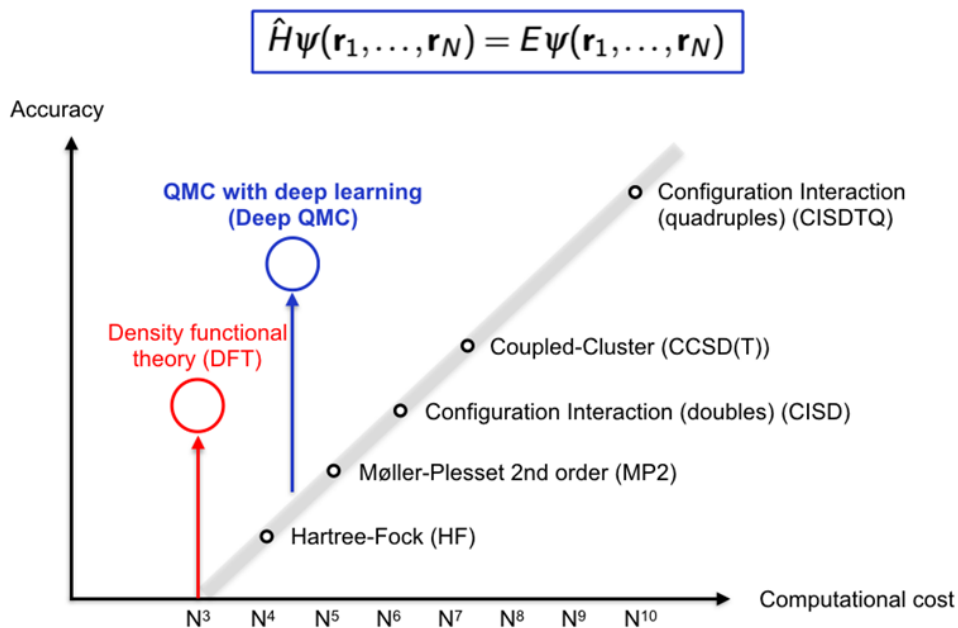 Ĥψ(r₁,...,r_N) = Eψ(r₁,...,r_N)
Accuracy
QMC with deep learning
(Deep QMC)
Configuration Interaction
(quadruples) (CISDTQ)
Density functional
theory (DFT)
Coupled-Cluster (CCSD(T))
Configuration Interaction (doubles) (CISD)
Møller-Plesset 2nd order (MP2)
Hartree-Fock (HF)
Computational cost
N³ N⁴ N⁵ N⁶ N⁷ N⁸ N⁹ N¹⁰